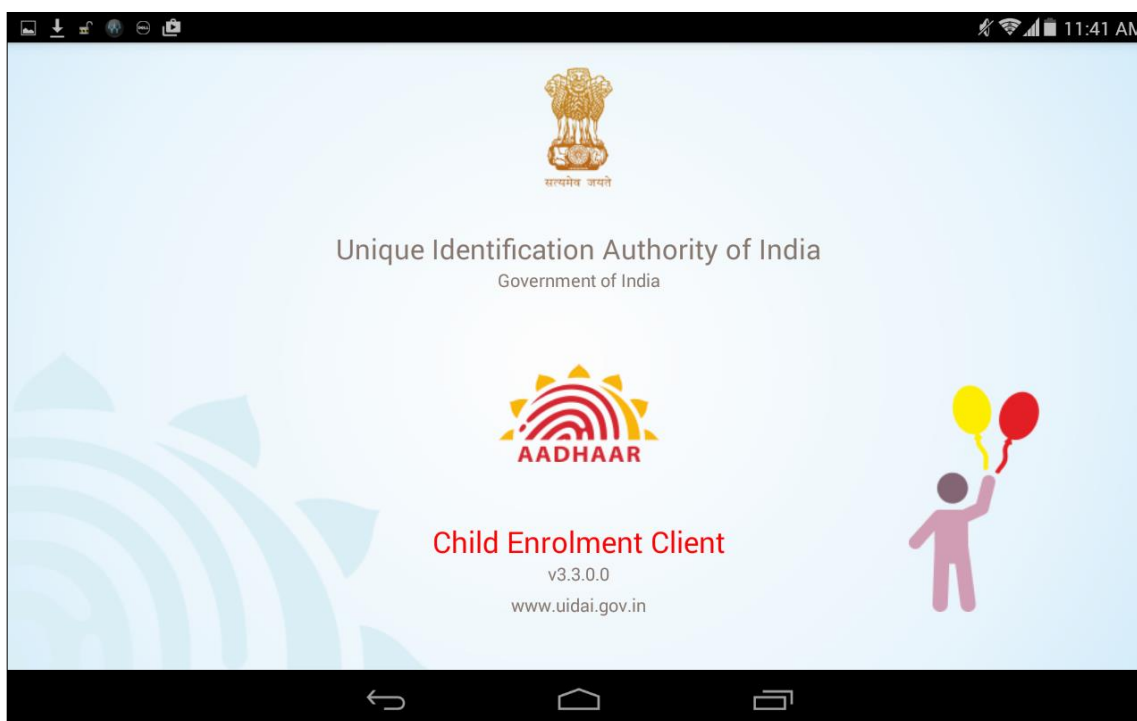 11:41 AM
सत्यमेव जयते
Unique Identification Authority of India
Government of India
AADHAAR
Child Enrolment Client
v3.3.0.0
www.uidai.gov.in